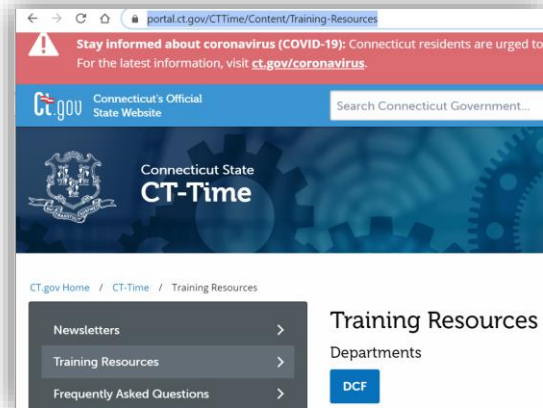 portal.ct.gov/CTTime/Content/Training-Resources
Stay informed about coronavirus (COVID-19): Connecticut residents are urged to
For the latest information, visit ct.gov/coronavirus.
Ct.gov
Connecticut's Official
State Website
Search Connecticut Government...
Connecticut State
CT-Time
CT.gov Home / CT-Time / Training Resources
Newsletters
Training Resources
Frequently Asked Questions
Training Resources
Departments
DCF